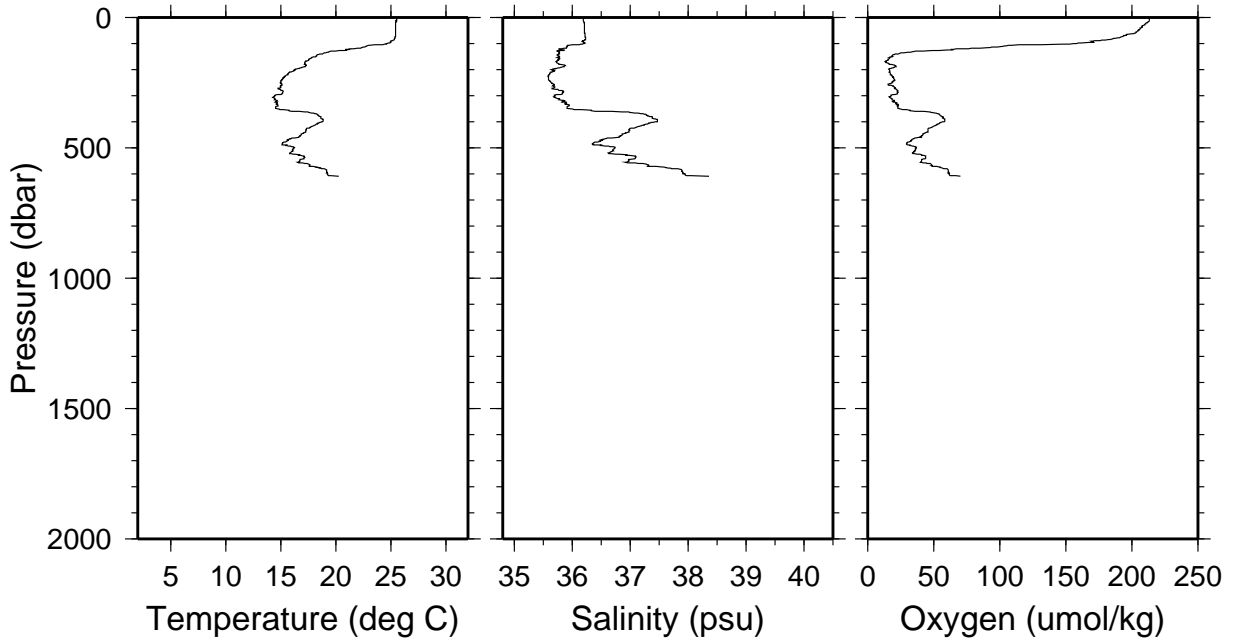 0
500
1000
1500
2000
Pressure (dbar)
5 10 15 20 25 30
Temperature (deg C)
35 36 37 38 39 40
Salinity (psu)
0 50 100 150 200 250
Oxygen (umol/kg)